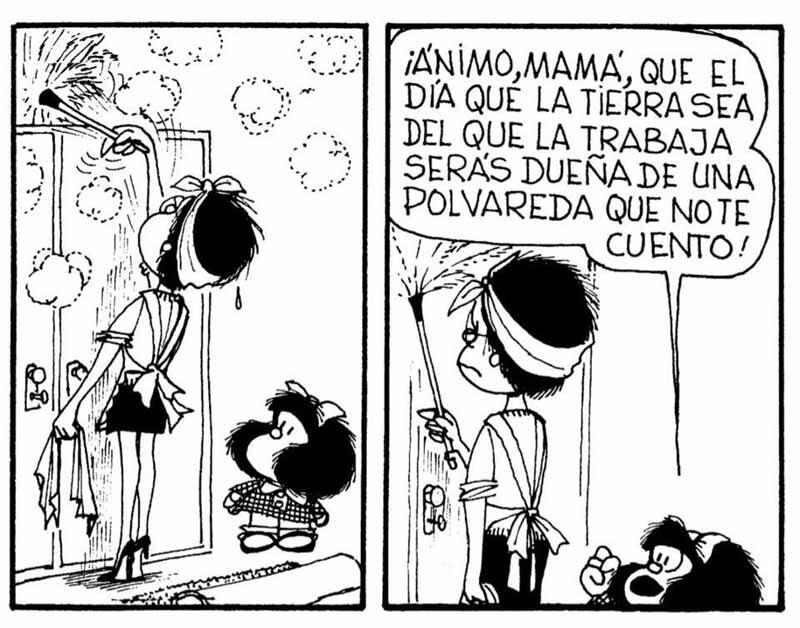 ¡ÁNIMO, MAMÁ, QUE EL
DÍA QUE LA TIERRA SEA
DEL QUE LA TRABAJA
SERÁS DUEÑA DE UNA
POLVAREDA QUE NO TE
CUENTO!